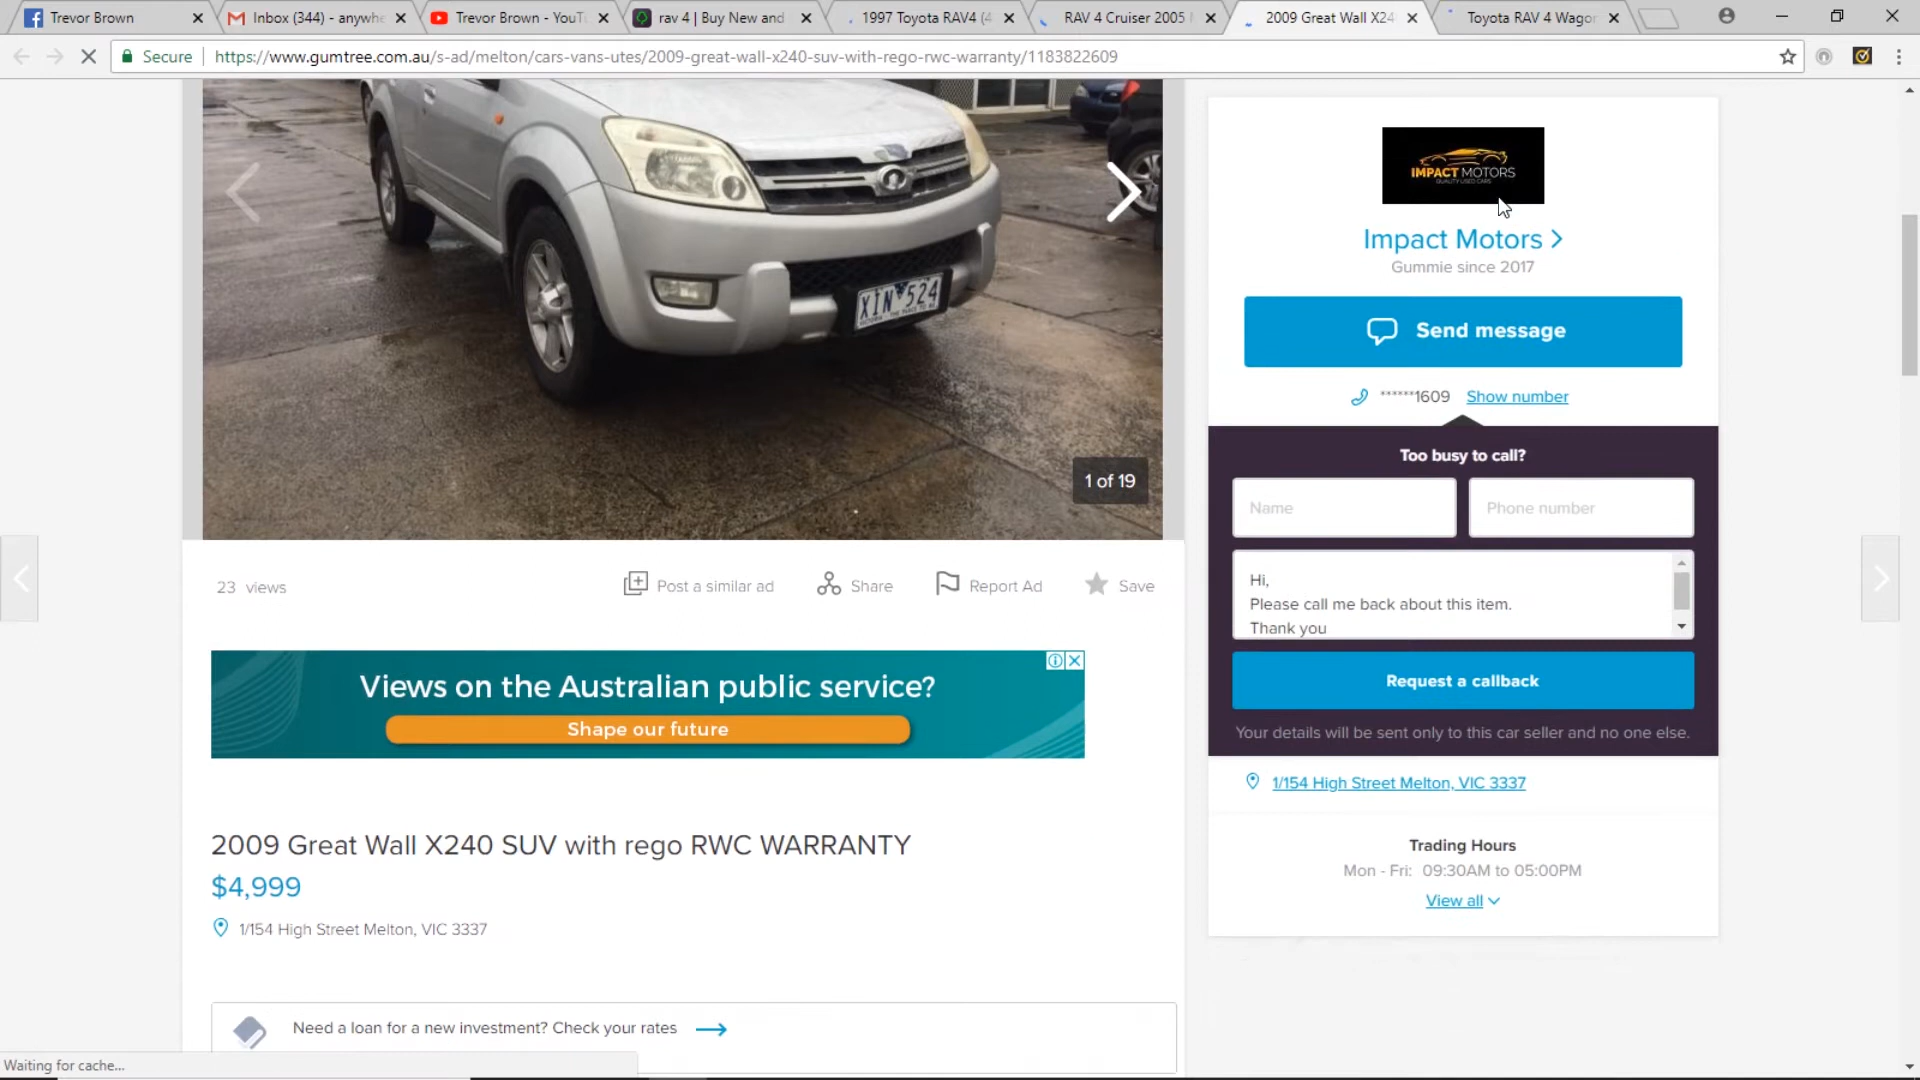 Trevor Brown
Inbox (344) - anywhe
Trevor Brown - YouT
rav 4 | Buy New and
1997 Toyota RAV4 (4
RAV 4 Cruiser 2005
2009 Great Wall X24
Toyota RAV 4 Wagor
Secure https://www.gumtree.com.au/s-ad/melton/cars-vans-utes/2009-great-wall-x240-suv-with-rego-rwc-warranty/1183822609
XIN 524
1 of 19
IMPACT MOTORS
QUALITY USED CARS
Impact Motors
Gummie since 2017
Send message
******1609 Show number
Too busy to call?
Name
Phone number
Hi,
Please call me back about this item.
Thank you
Request a callback
Your details will be sent only to this car seller and no one else.
1/154 High Street Melton, VIC 3337
Trading Hours
Mon - Fri: 09:30AM to 05:00PM
View all
23 views
Post a similar ad
Share
Report Ad
Save
Views on the Australian public service?
Shape our future
2009 Great Wall X240 SUV with rego RWC WARRANTY
$4,999
1/154 High Street Melton, VIC 3337
Need a loan for a new investment? Check your rates
Waiting for cache...